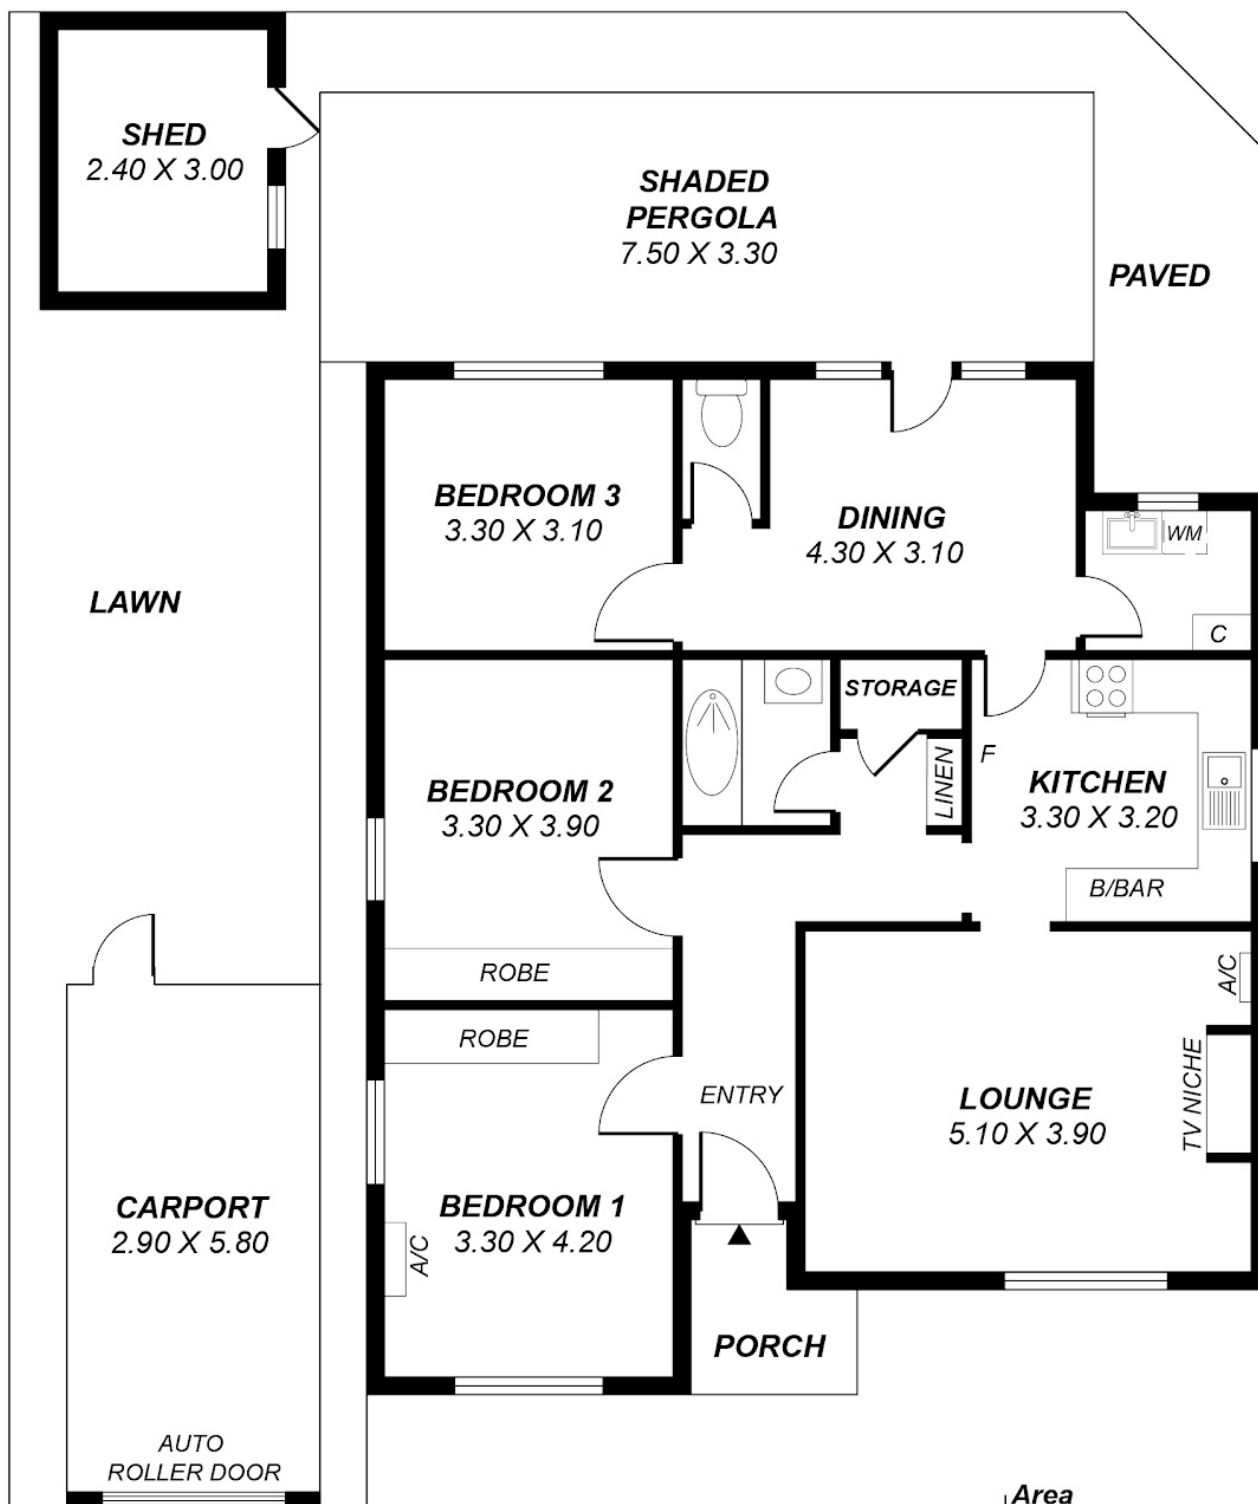 SHED
2.40 X 3.00
SHADED
PERGOLA
7.50 X 3.30
PAVED
BEDROOM 3
3.30 X 3.10
DINING
4.30 X 3.10
WM
C
LAWN
STORAGE
LINEN
F
KITCHEN
3.30 X 3.20
B/BAR
BEDROOM 2
3.30 X 3.90
ROBE
ROBE
ENTRY
A/C
TV NICHE
LOUNGE
5.10 X 3.90
CARPORT
2.90 X 5.80
BEDROOM 1
3.30 X 4.20
A/C
PORCH
AUTO
ROLLER DOOR
Area